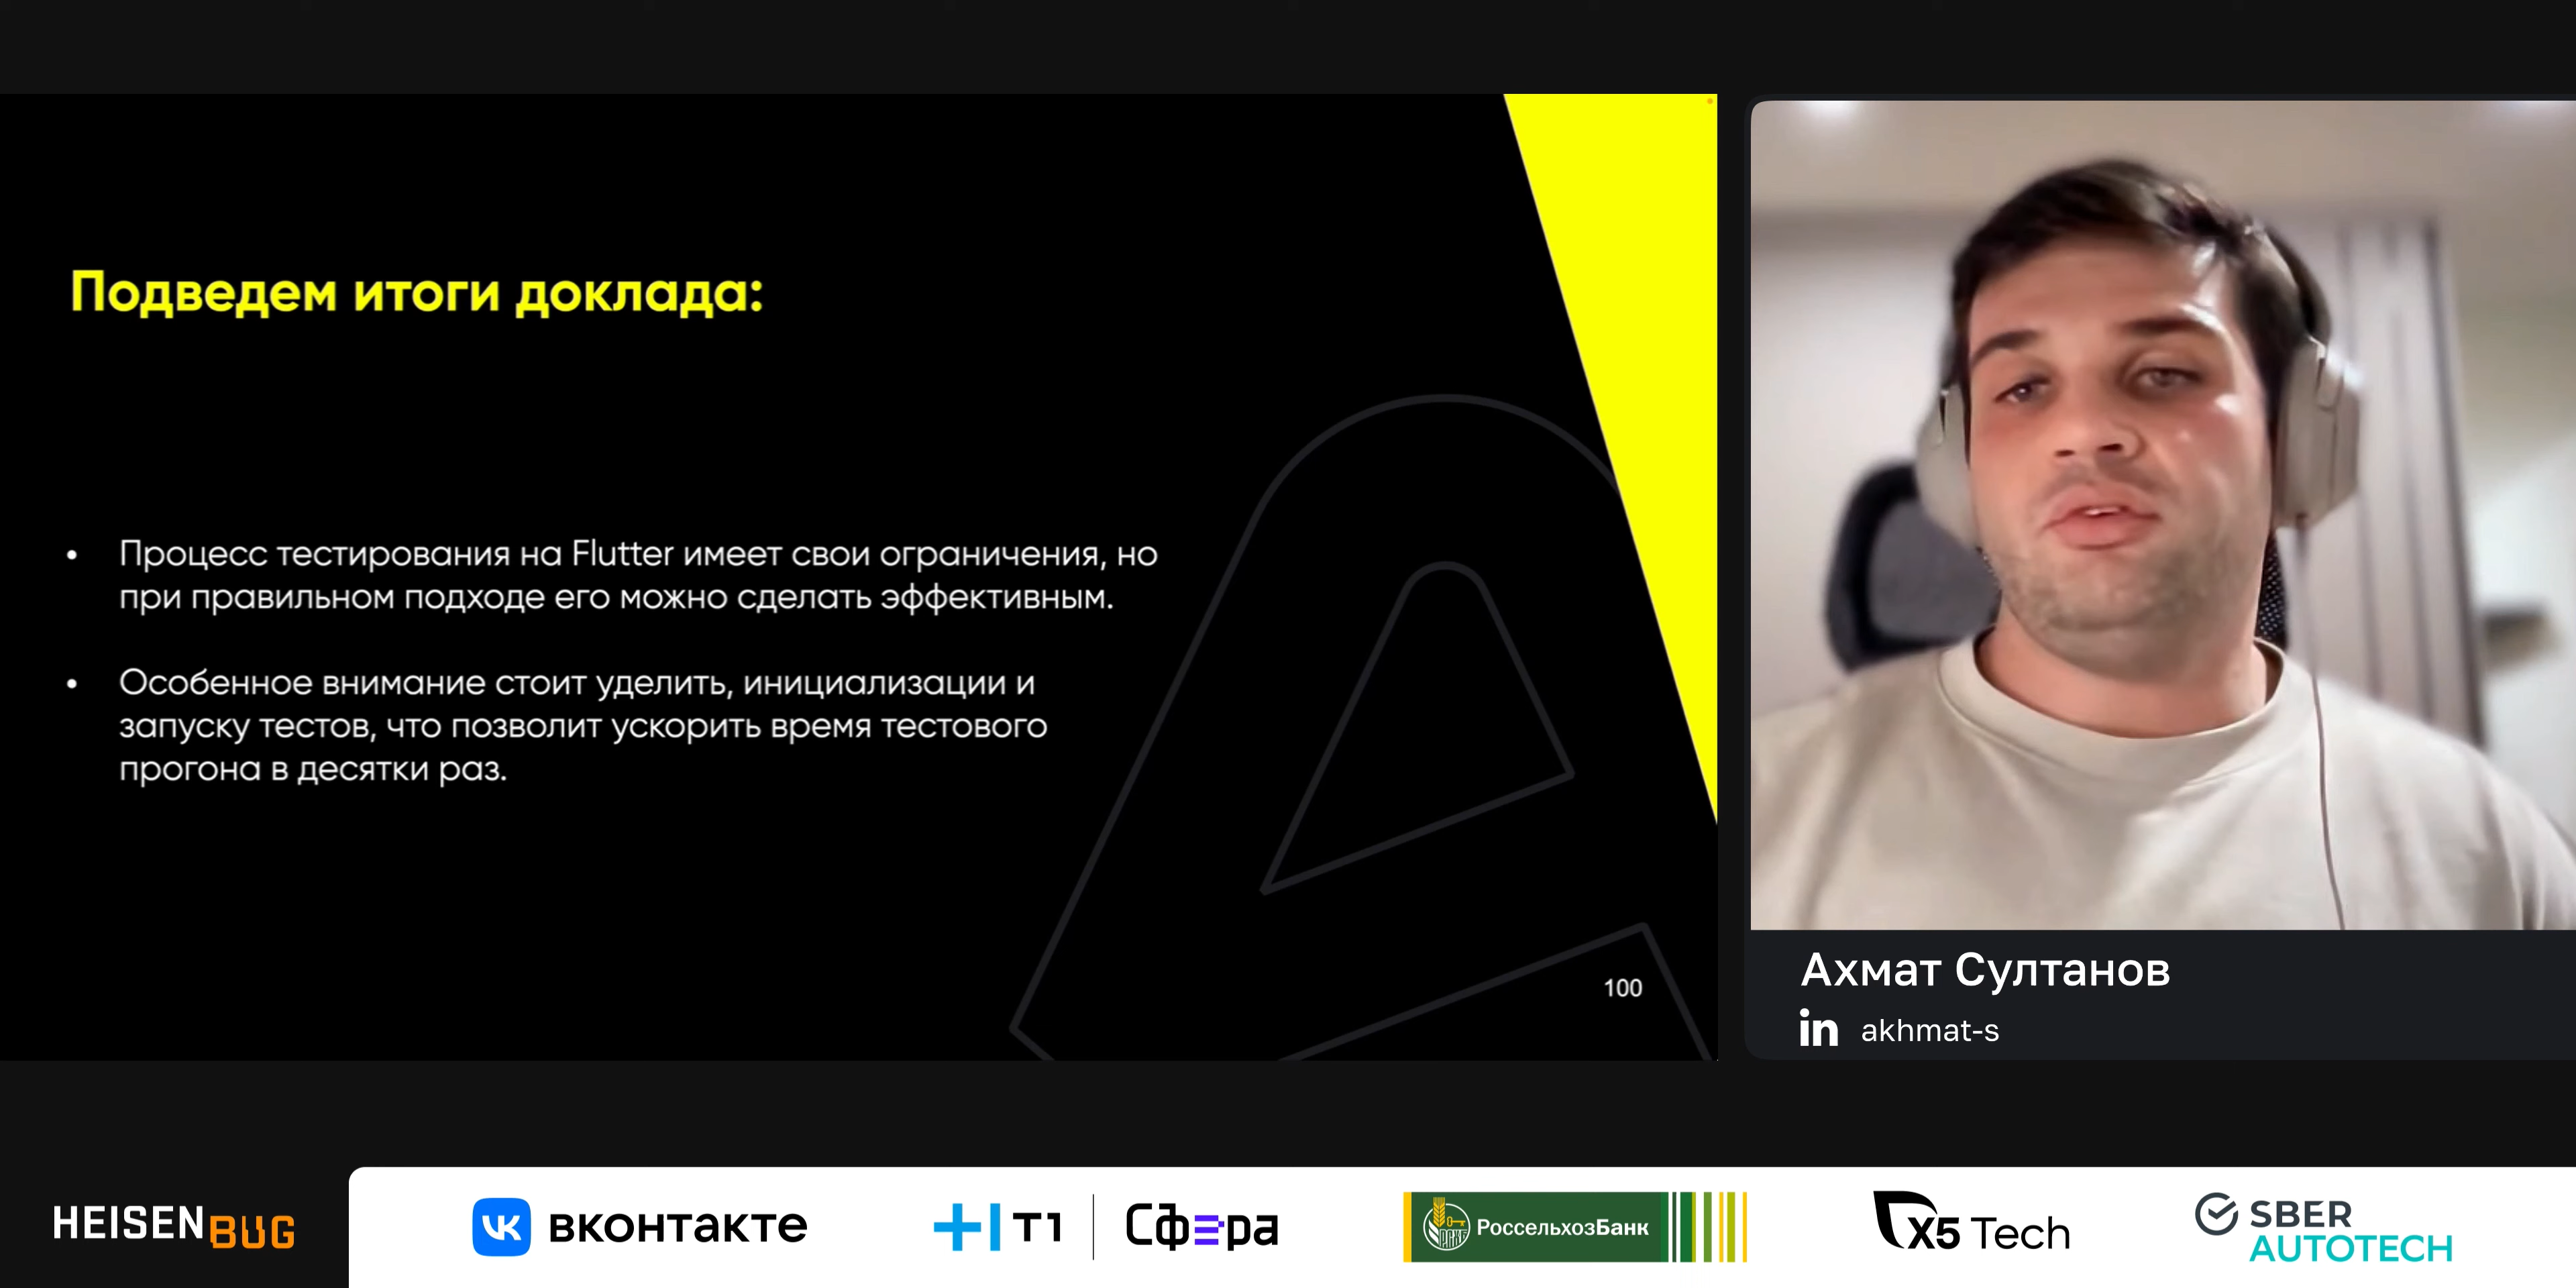 Подведем итоги доклада:
• Процесс тестирования на Flutter имеет свои ограничения, но
при правильном подходе его можно сделать эффективным.
• Особенное внимание стоит уделить, инициализации и
запуску тестов, что позволит ускорить время тестового
прогона в десятки раз.
100
Ахмат Султанов
in akhmat-s
HEISENBUG
вконтакте
T1
Сфера
РоссельхозБанк
X5 Tech
SBER
AUTOTECH